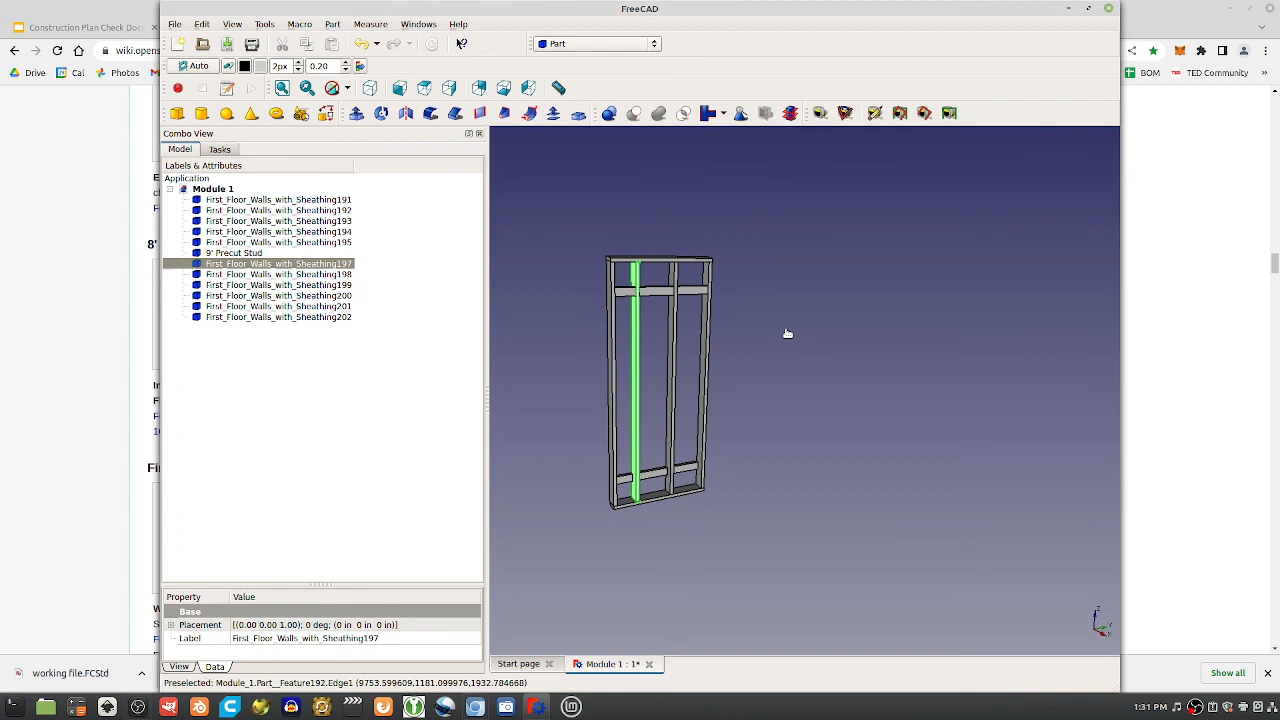 FreeCAD
Construction Plan Check Doc
File Edit View Tools Macro Part Measure Windows Help
wiki.opens
Part
Auto
2px
0.20
Drive
Cal
Photos
BOM
TED Community
Combo View
Model
Tasks
Labels & Attributes
Application
Module 1
First_Floor_Walls_with_Sheathing191
First_Floor_Walls_with_Sheathing192
First_Floor_Walls_with_Sheathing193
First_Floor_Walls_with_Sheathing194
First_Floor_Walls_with_Sheathing195
9' Precut Stud
First_Floor_Walls_with_Sheathing197
First_Floor_Walls_with_Sheathing198
First_Floor_Walls_with_Sheathing199
First_Floor_Walls_with_Sheathing200
First_Floor_Walls_with_Sheathing201
First_Floor_Walls_with_Sheathing202
8'
Fi
Property Value
Base
Placement [(0.00 0.00 1.00); 0 deg; (0 in 0 in 0 in)]
Label First_Floor_Walls_with_Sheathing197
View
Data
Start page
Module 1 : 1*
working file.FCStd
Show all
Preselected: Module_1.Part__Feature192.Edge1 (9753.599609,1181.099976,1932.784668)
1:31 PM